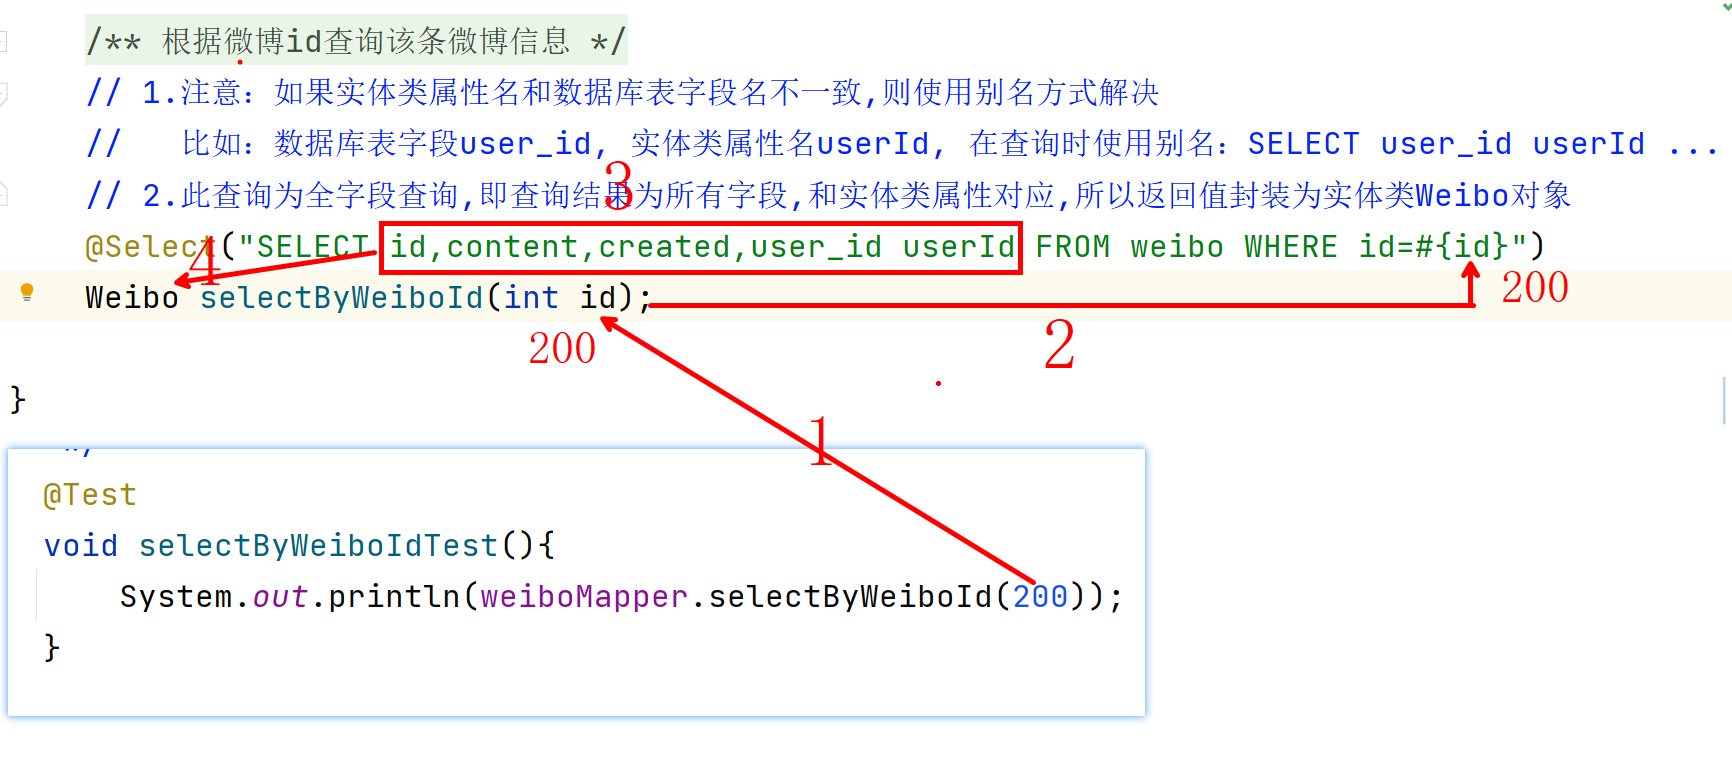 /** 根据微博id查询该条微博信息 */
// 1.注意：如果实体类属性名和数据库表字段名不一致,则使用别名方式解决
//   比如：数据库表字段user_id, 实体类属性名userId, 在查询时使用别名：SELECT user_id userId ...
3
// 2.此查询为全字段查询,即查询结果为所有字段,和实体类属性对应,所以返回值封装为实体类Weibo对象
@Select("SELECT id,content,created,user_id userId FROM weibo WHERE id=#{id}")
4
Weibo selectByWeiboId(int id);
200
200
2
}
1
*/
@Test
void selectByWeiboIdTest(){
    System.out.println(weiboMapper.selectByWeiboId(200));
}